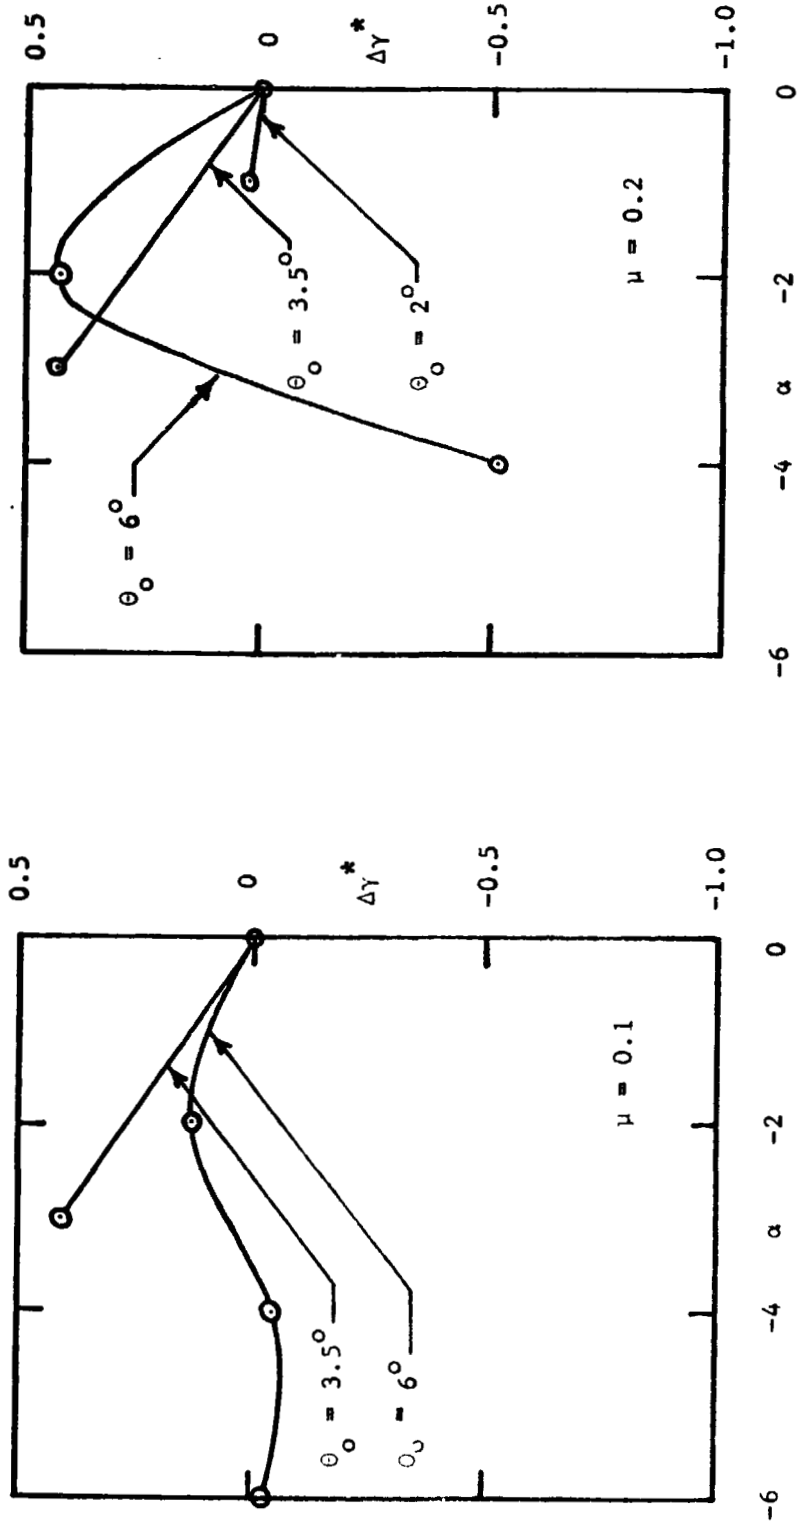 0.5
0
Δγ*
-0.5
-1.0
θₒ = 3.5°
θₒ = 6°
μ = 0.1
-6
-4
α
-2
0
0.5
0
Δγ*
-0.5
-1.0
θₒ = 6°
θₒ = 3.5°
θₒ = 2°
μ = 0.2
-6
-4
α
-2
0